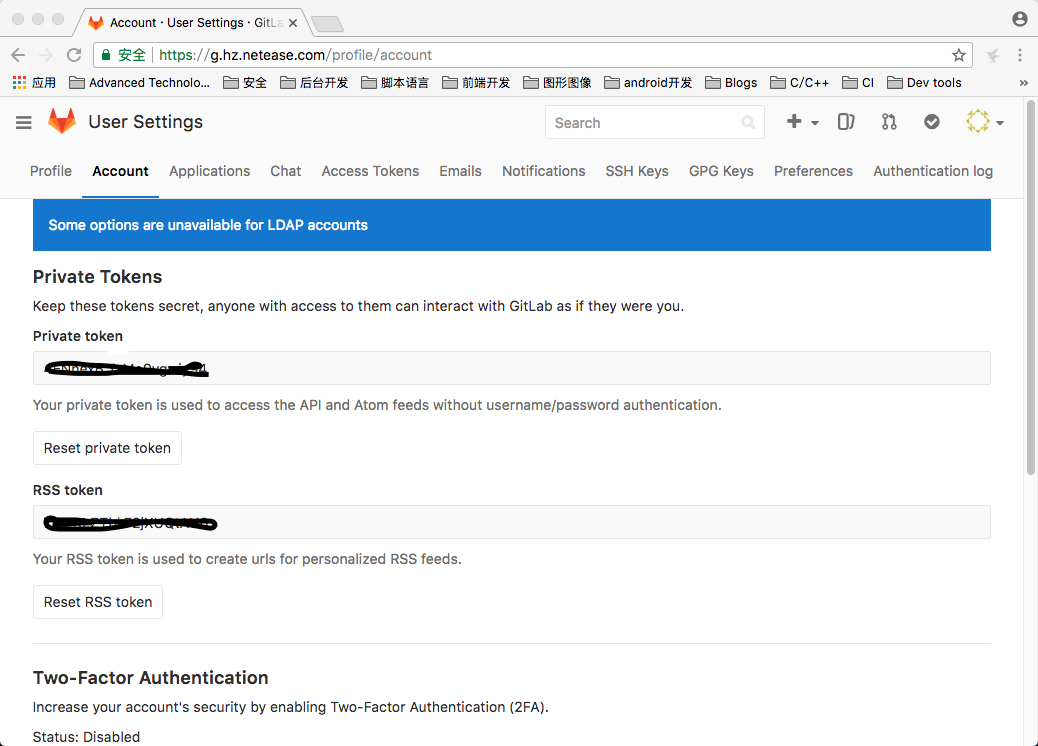 Account · User Settings · GitLa
安全 https://g.hz.netease.com/profile/account
应用 Advanced Technolo... 安全 后台开发 脚本语言 前端开发 图形图像 android开发 Blogs C/C++ CI Dev tools »
User Settings Search
Profile Account Applications Chat Access Tokens Emails Notifications SSH Keys GPG Keys Preferences Authentication log
Some options are unavailable for LDAP accounts
Private Tokens
Keep these tokens secret, anyone with access to them can interact with GitLab as if they were you.
Private token
Your private token is used to access the API and Atom feeds without username/password authentication.
Reset private token
RSS token
Your RSS token is used to create urls for personalized RSS feeds.
Reset RSS token
Two-Factor Authentication
Increase your account's security by enabling Two-Factor Authentication (2FA).
Status: Disabled